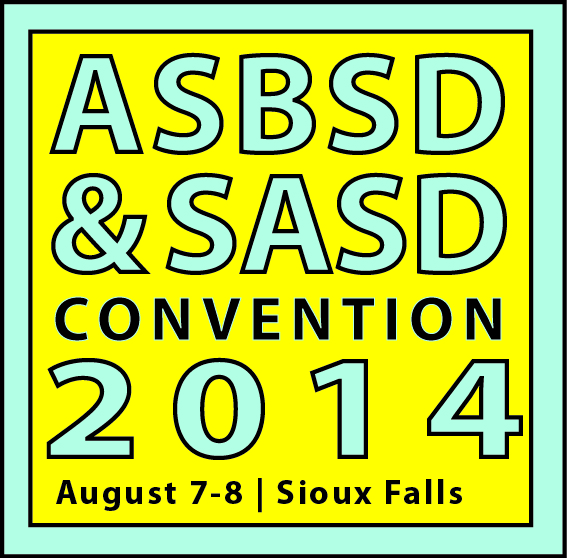 ASBSD
& SASD
CONVENTION
2014
August 7-8 | Sioux Falls